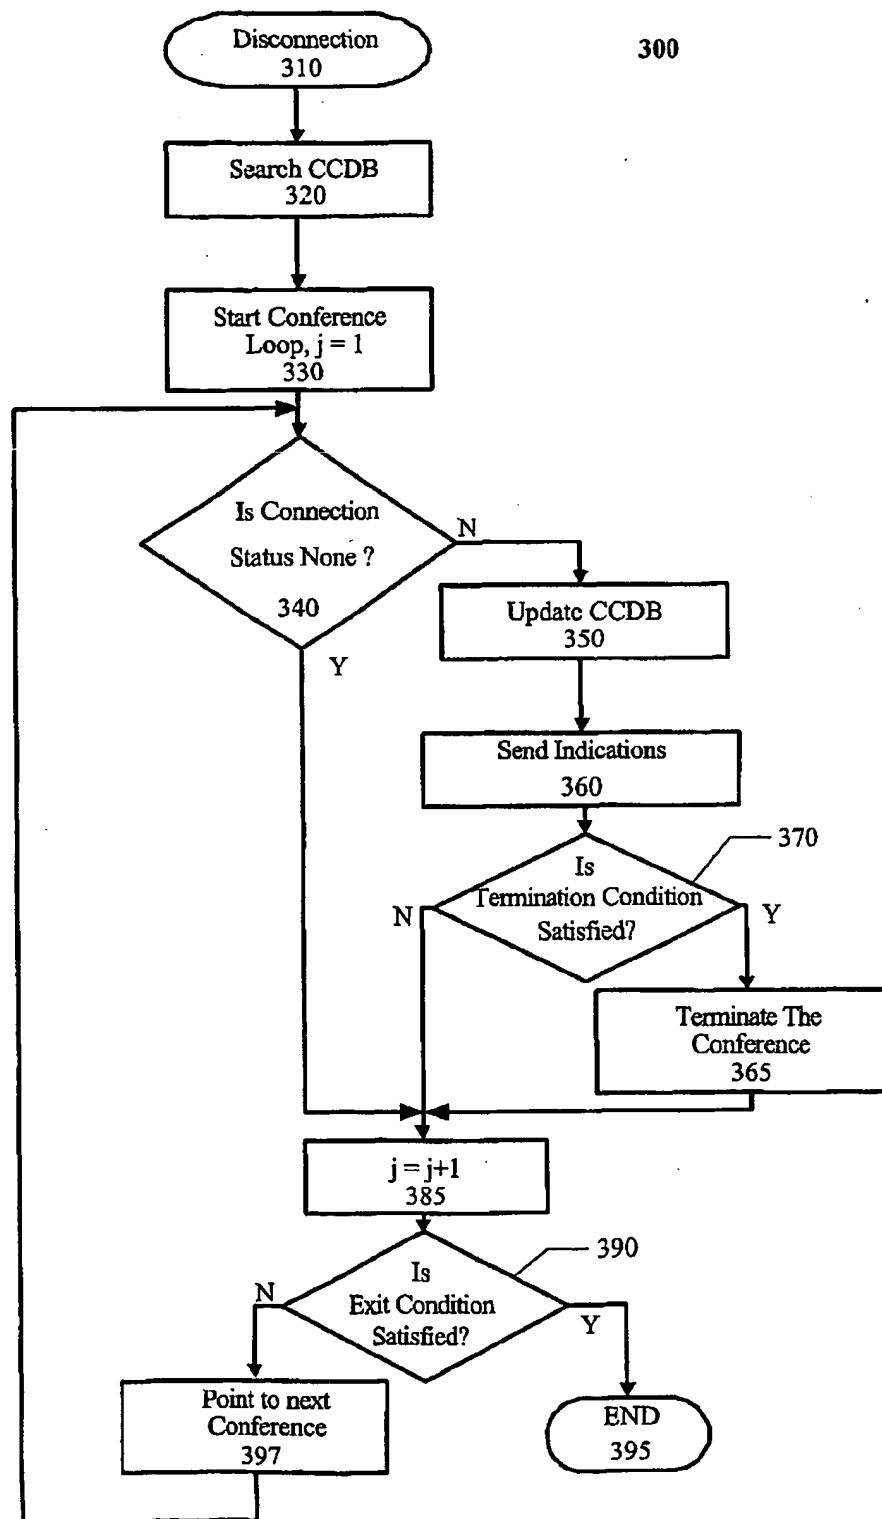 Disconnection
310
300
Search CCDB
320
Start Conference
Loop, j = 1
330
Is Connection
Status None ?
340
N
Y
Update CCDB
350
Send Indications
360
370
Is
Termination Condition
Satisfied?
N
Y
Terminate The
Conference
365
j = j+1
385
390
Is
Exit Condition
Satisfied?
N
Y
Point to next
Conference
397
END
395